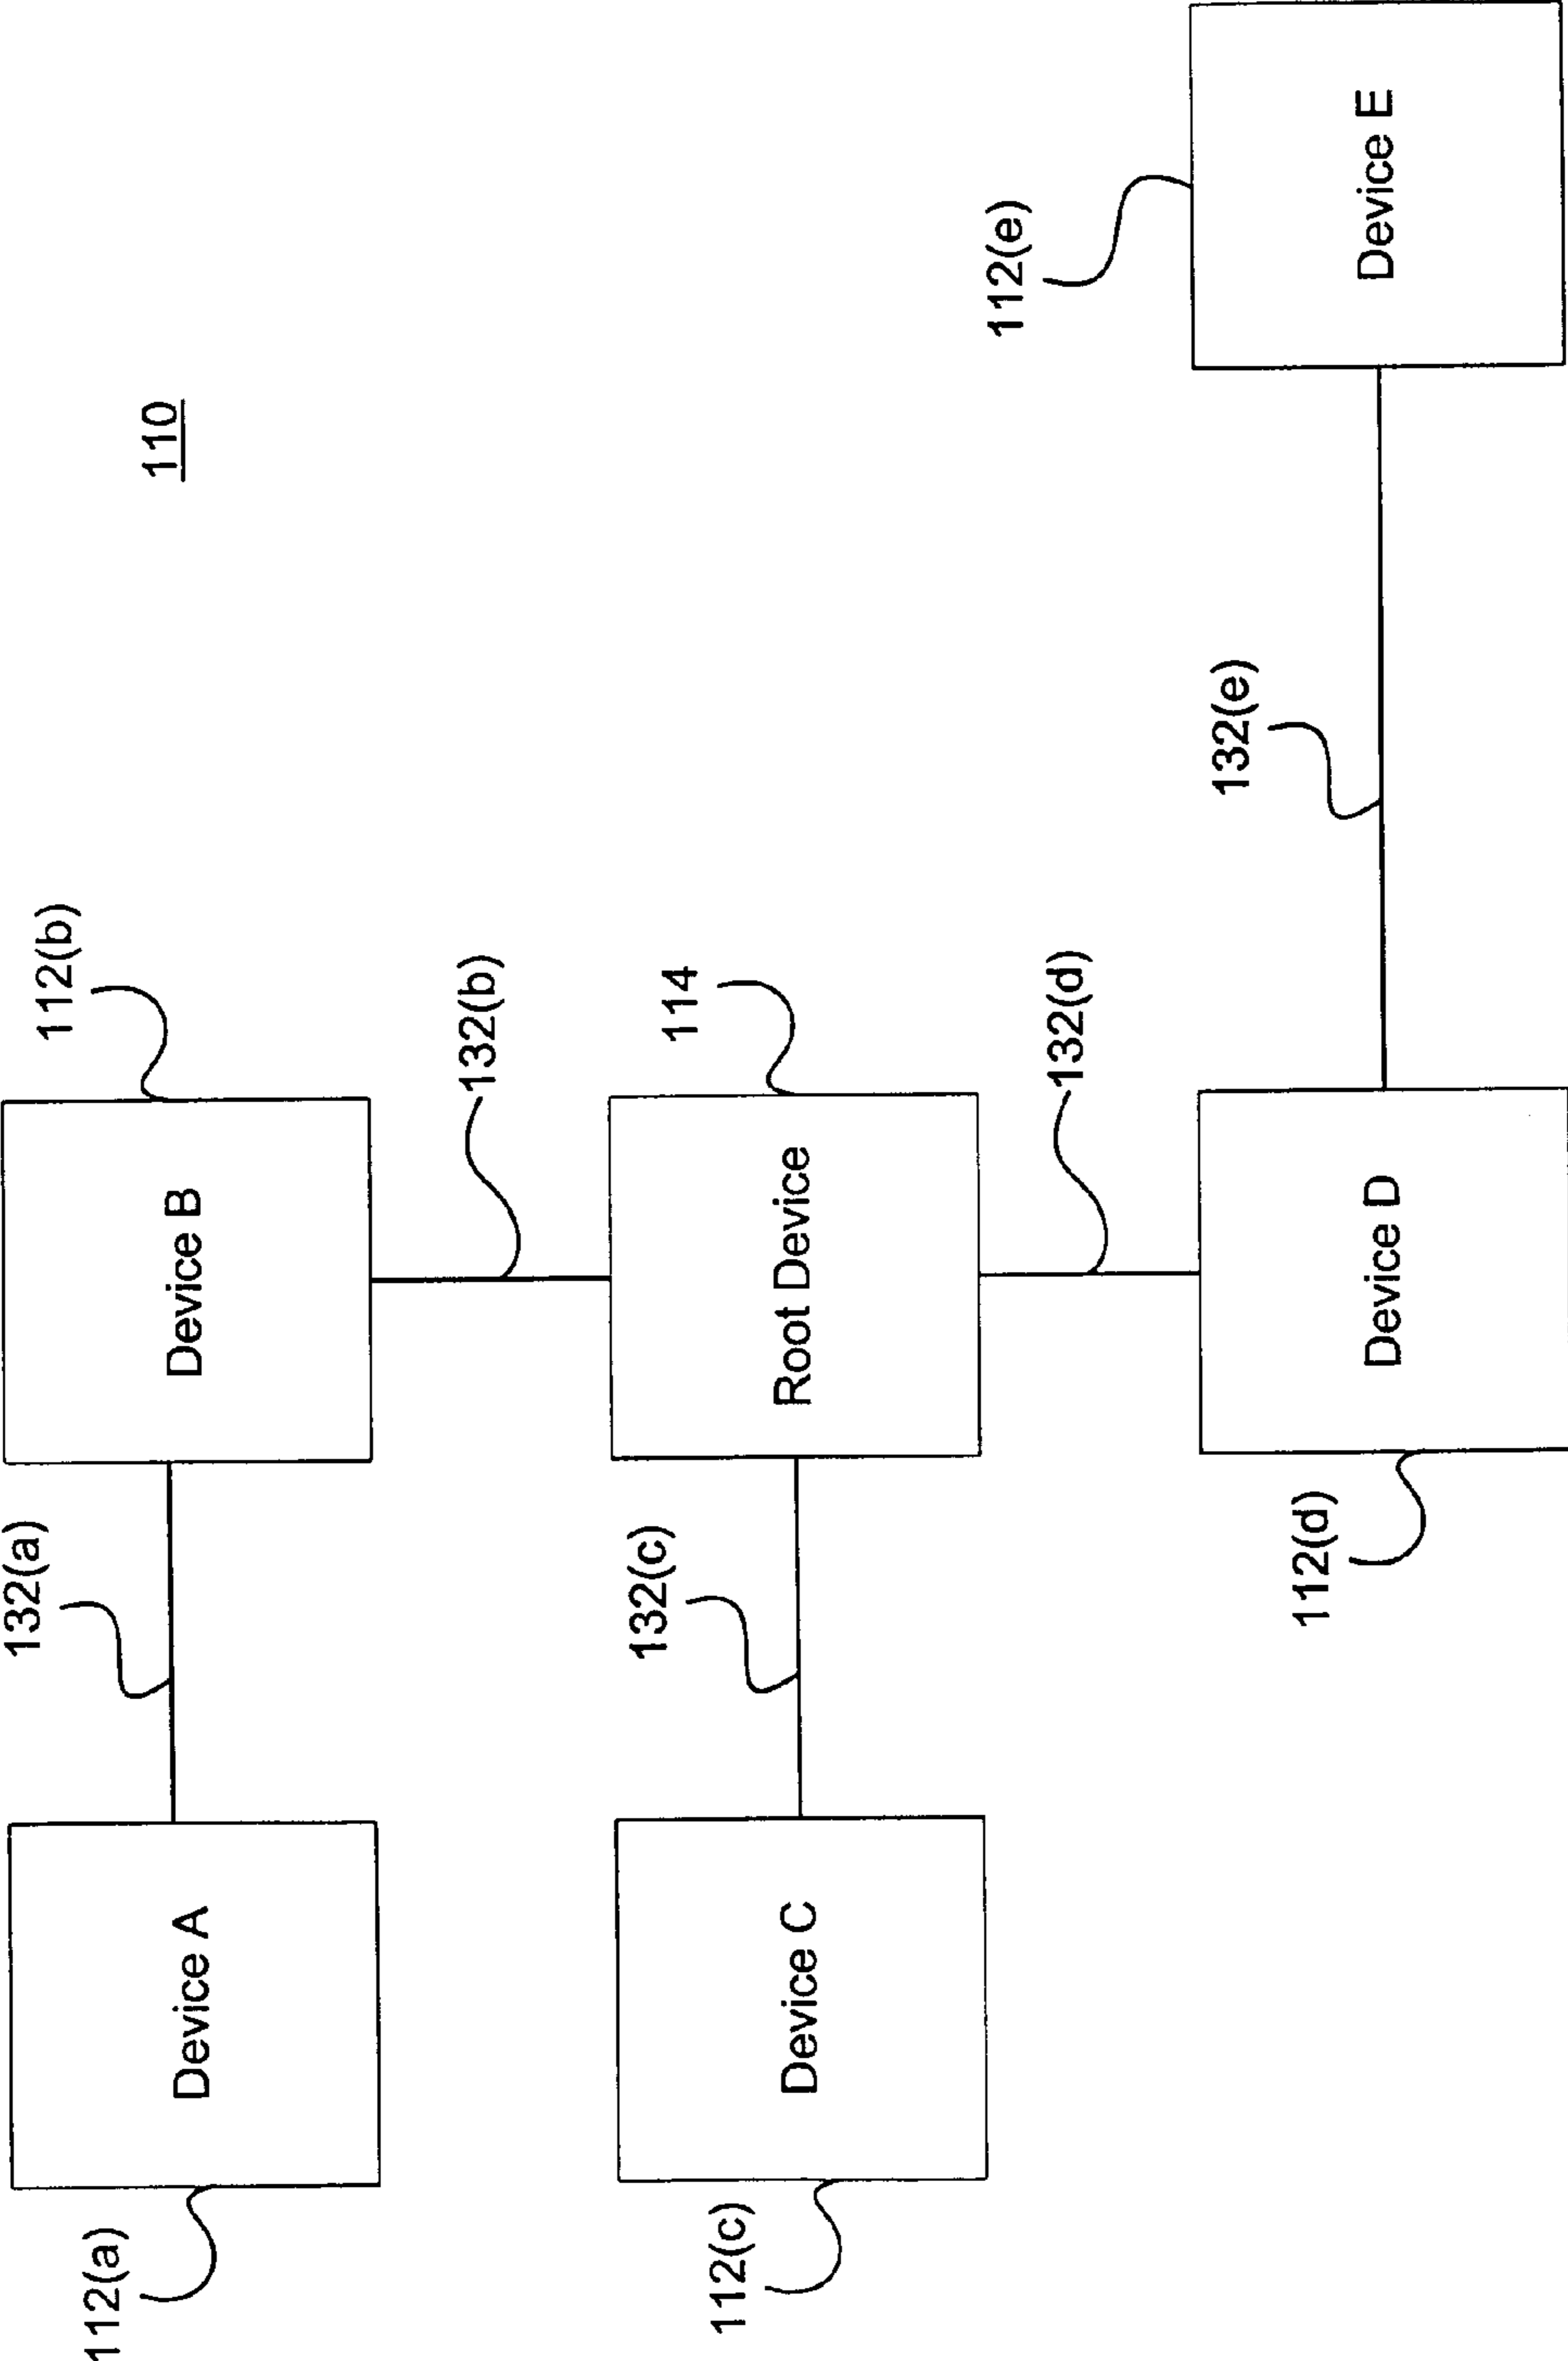 110
112(a)
Device A
132(a)
Device B
112(b)
132(b)
112(c)
Device C
132(c)
Root Device
114
132(d)
112(d)
Device D
132(e)
112(e)
Device E